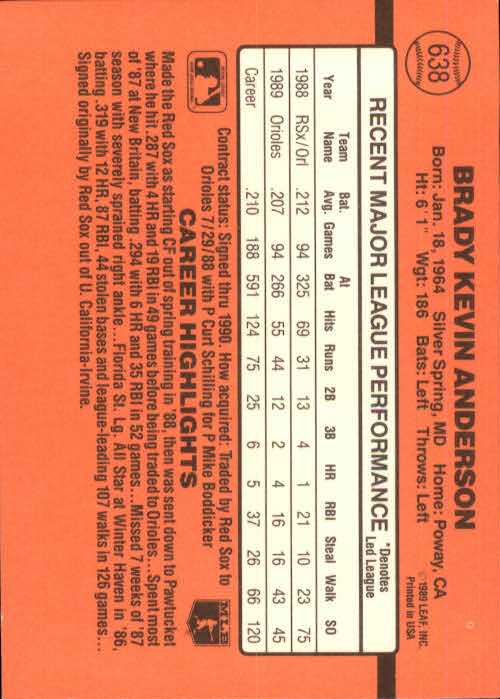 638
BRADY KEVIN ANDERSON
Born: Jan. 18, 1964 Silver Spring, MD Home: Poway, CA
Ht: 6'1" Wgt: 186 Bats: Left Throws: Left
© 1989 LEAF, INC.
Printed in USA
RECENT MAJOR LEAGUE PERFORMANCE *Denotes Led League
Year Team Name Bat. Avg. Games At Bat Hits Runs 2B 3B HR RBI Steal Walk SO
1988 RSx/Orl .212 94 325 69 31 13 4 1 21 10 23 75
1989 Orioles .207 94 266 55 44 12 2 4 16 16 43 45
Career .210 188 591 124 75 25 6 5 37 26 66 120
Contract status: Signed thru 1990. How acquired: Traded by Red Sox to
Orioles 7/29/88 with P Curt Schilling for P Mike Boddicker
MLB
CAREER HIGHLIGHTS
Made the Red Sox as starting CF out of spring training in '88, then was sent down to Pawtucket
where he hit .287 with 4 HR and 19 RBI in 49 games before being traded to Orioles...Spent most
of '87 at New Britain, batting .294 with 6 HR and 35 RBI in 52 games...Missed 7 weeks of '87
season with severely sprained right ankle...Florida St. Lg. All Star at Winter Haven in '86,
batting .319 with 12 HR, 87 RBI, 44 stolen bases and league-leading 107 walks in 126 games...
Signed originally by Red Sox out of U. California-Irvine.